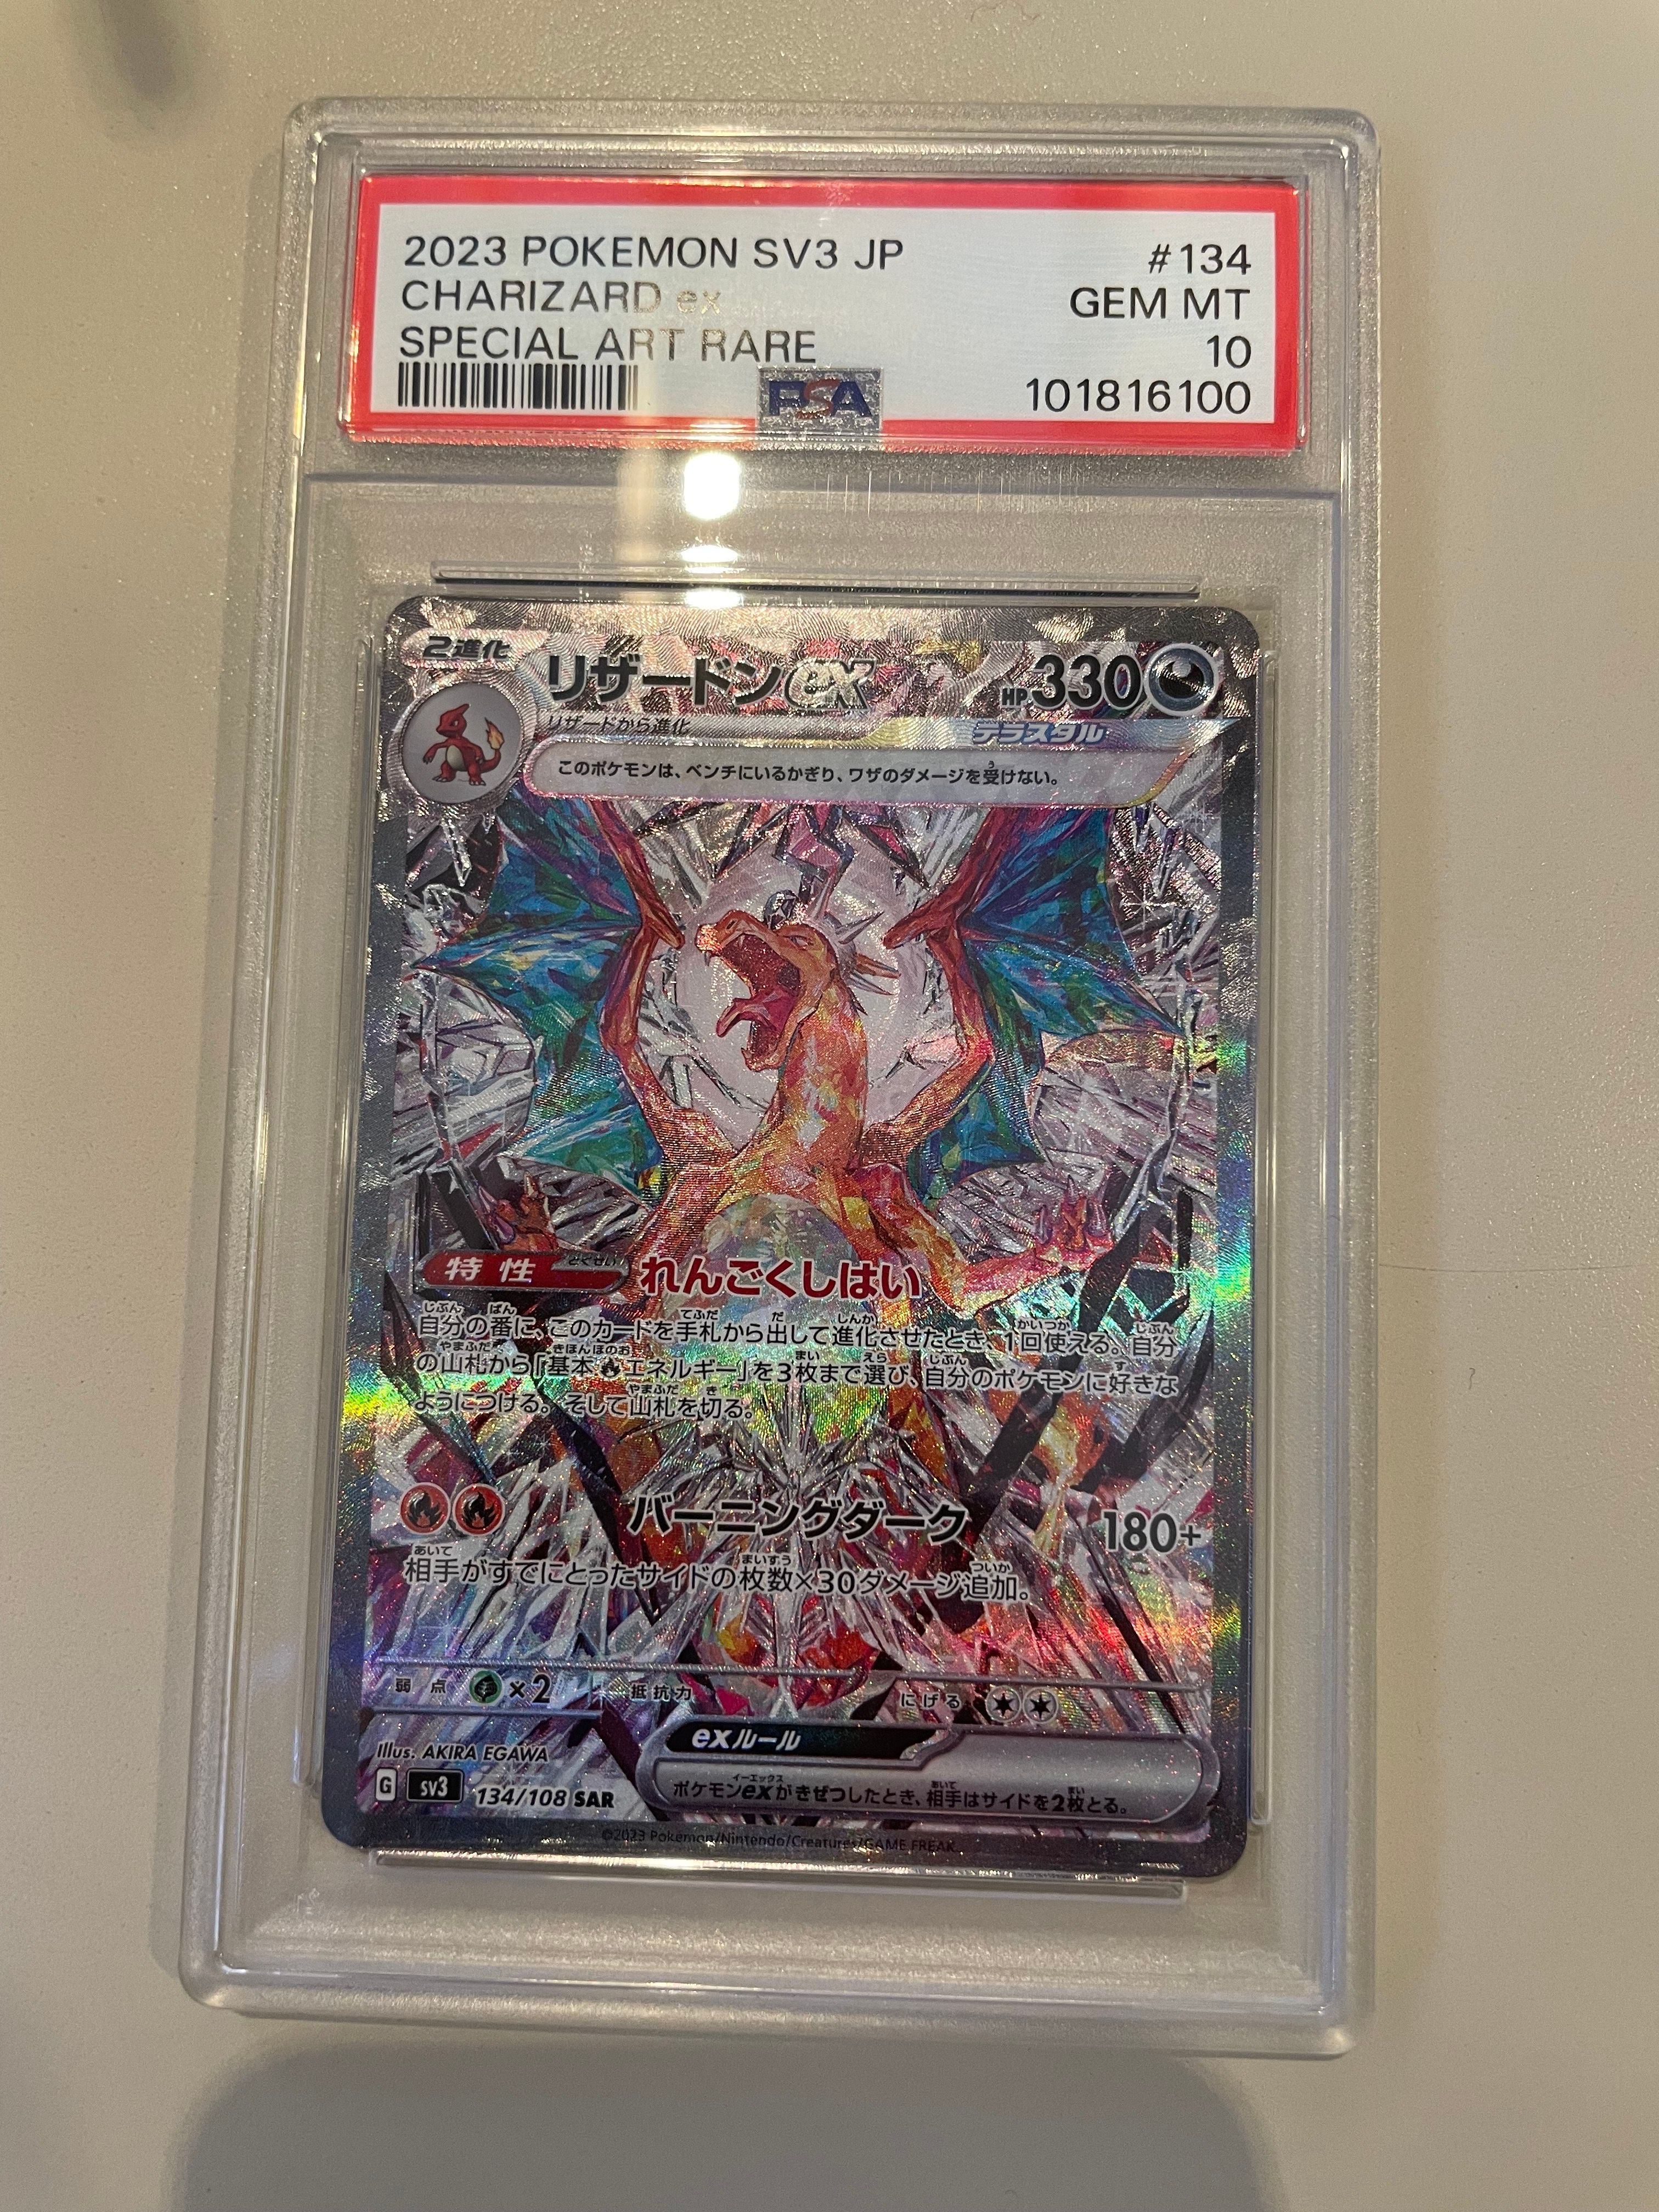 2023 POKEMON SV3 JP #134
CHARIZARD ex GEM MT
SPECIAL ART RARE 10
PSA 101816100
2進化 リザードンex HP330
リザードから進化 テラスタル
このポケモンは、ベンチにいるかぎり、ワザのダメージを受けない。
特性 れんごくしはい
自分の番に、このカードを手札から出して進化させたとき、1回使える。自分
の山札から「基本エネルギー」を3枚まで選び、自分のポケモンに好きな
ようにつける。そして山札を切る。
バーニングダーク 180+
相手がすでにとったサイドの枚数×30ダメージ追加。
弱点 ×2 抵抗力 にげる
exルール
ポケモンexがきぜつしたとき、相手はサイドを2枚とる。
Illus. AKIRA EGAWA
G sv3 134/108 SAR
©2023 Pokémon/Nintendo/Creatures/GAME FREAK